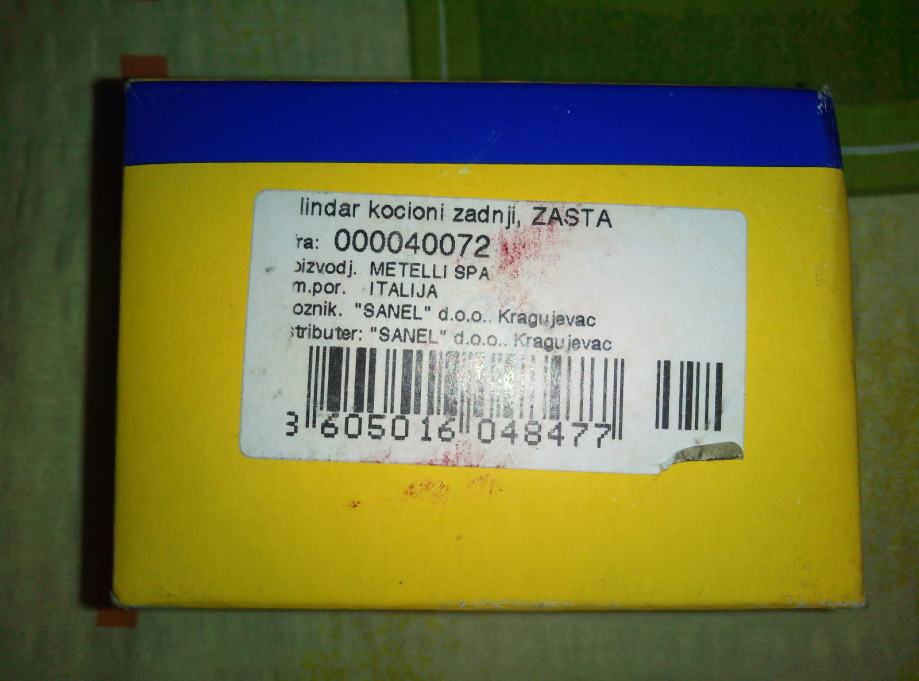 lindar kocioni zadnji, ZASTA
ra: 000040072
oizvodj. METELLI SPA
m.por. ITALIJA
oznik. "SANEL" d.o.o.. Kragujevac
stributer: "SANEL" d.o.o.. Kragujevac
3 605016 048477